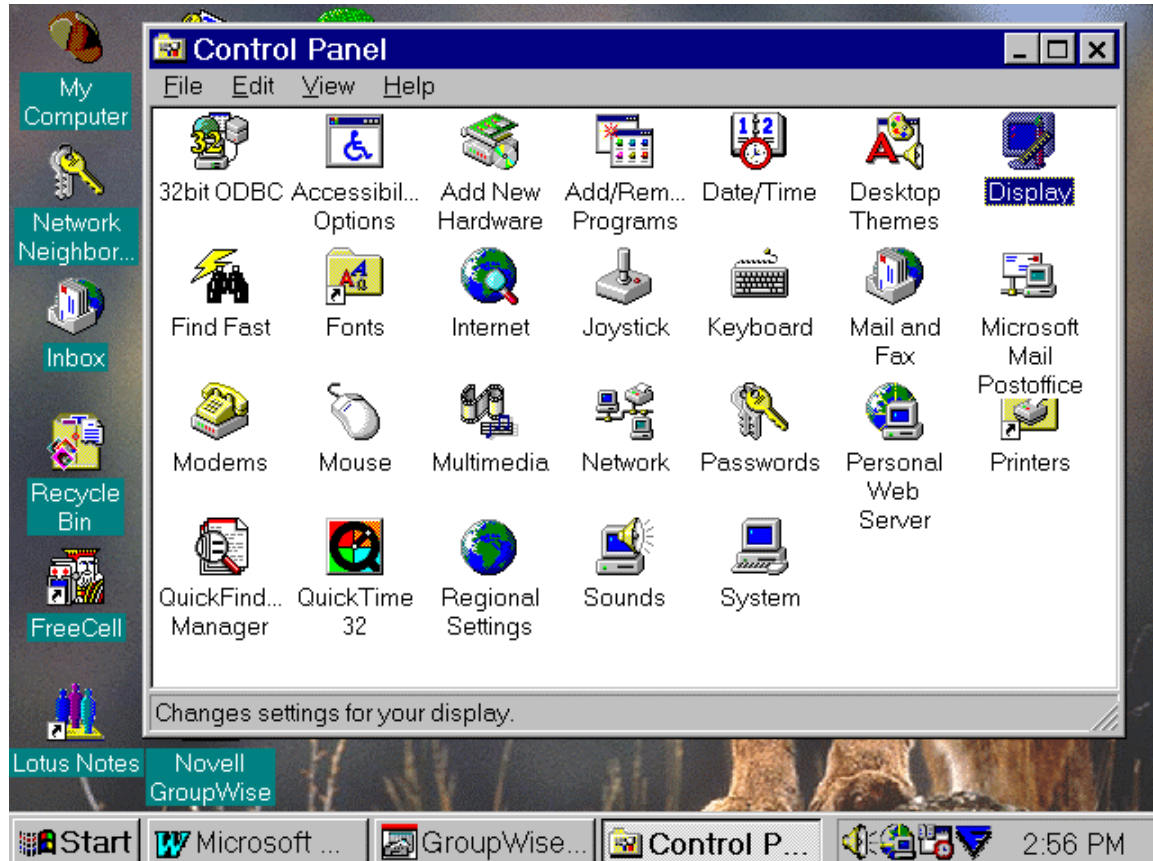 Control Panel
File Edit View Help
My
Computer
Network
Neighbor...
Inbox
Recycle
Bin
FreeCell
Lotus Notes
Novell
GroupWise
32bit ODBC
Accessibil...
Options
Add New
Hardware
Add/Rem...
Programs
Date/Time
Desktop
Themes
Display
Find Fast
Fonts
Internet
Joystick
Keyboard
Mail and
Fax
Microsoft
Mail
Postoffice
Modems
Mouse
Multimedia
Network
Passwords
Personal
Web
Server
Printers
QuickFind...
Manager
QuickTime
32
Regional
Settings
Sounds
System
Changes settings for your display.
Start
Microsoft ...
GroupWise...
Control P...
2:56 PM